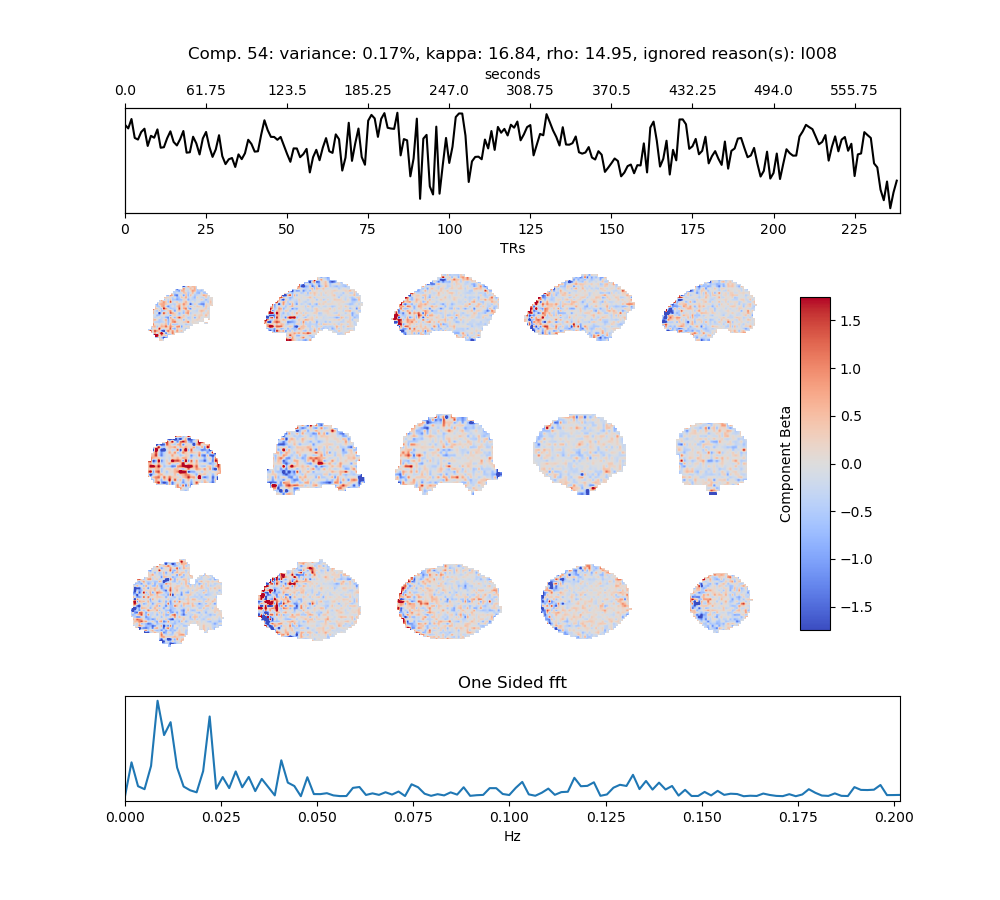 Comp. 54: variance: 0.17%, kappa: 16.84, rho: 14.95, ignored reason(s): I008
seconds
0.0 61.75 123.5 185.25 247.0 308.75 370.5 432.25 494.0 555.75
0 25 50 75 100 125 150 175 200 225
TRs
1.5
1.0
0.5
0.0
−0.5
−1.0
−1.5
Component Beta
One Sided fft
0.000 0.025 0.050 0.075 0.100 0.125 0.150 0.175 0.200
Hz